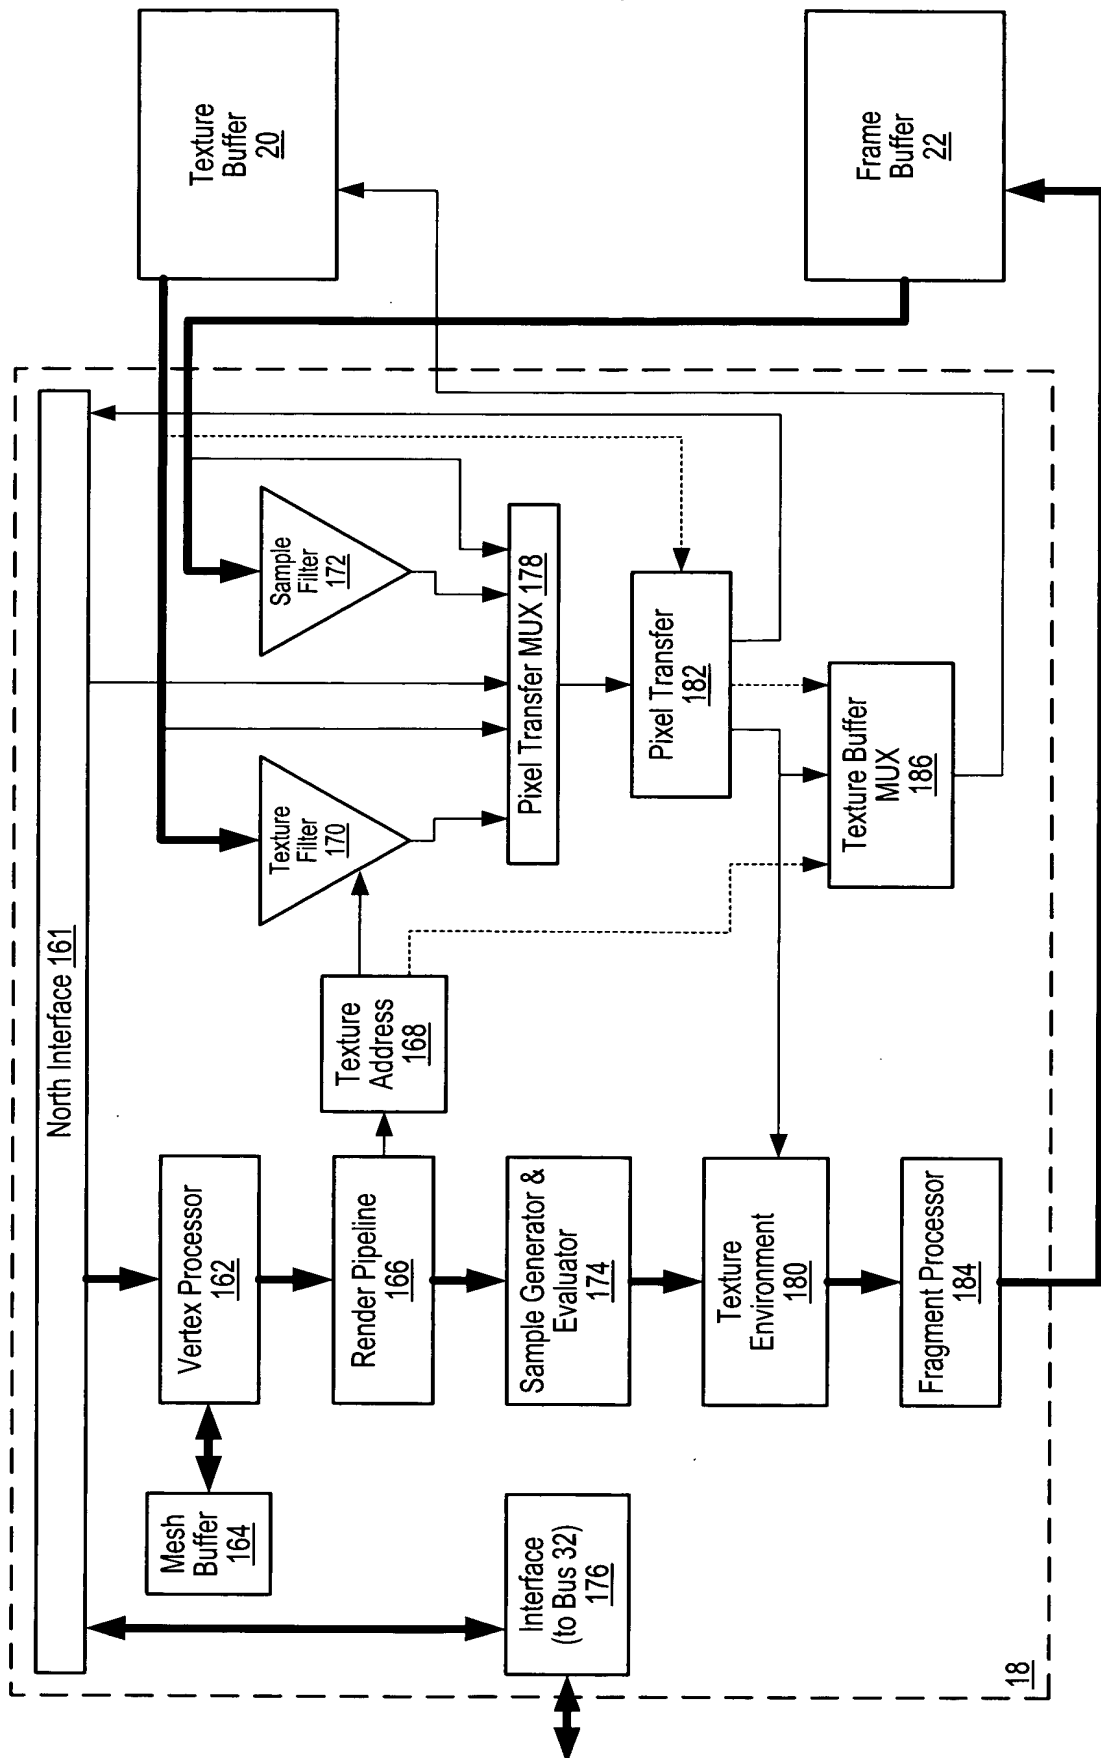 North Interface 161
Mesh
Buffer
164
Vertex Processor
162
Texture
Buffer
20
Render Pipeline
166
Texture
Address
168
Texture
Filter
170
Sample
Filter
172
Interface
(to Bus 32)
176
Sample Generator &
Evaluator
174
Pixel Transfer MUX 178
Texture
Environment
180
Pixel Transfer
182
Fragment Processor
184
Texture Buffer
MUX
186
Frame
Buffer
22
18